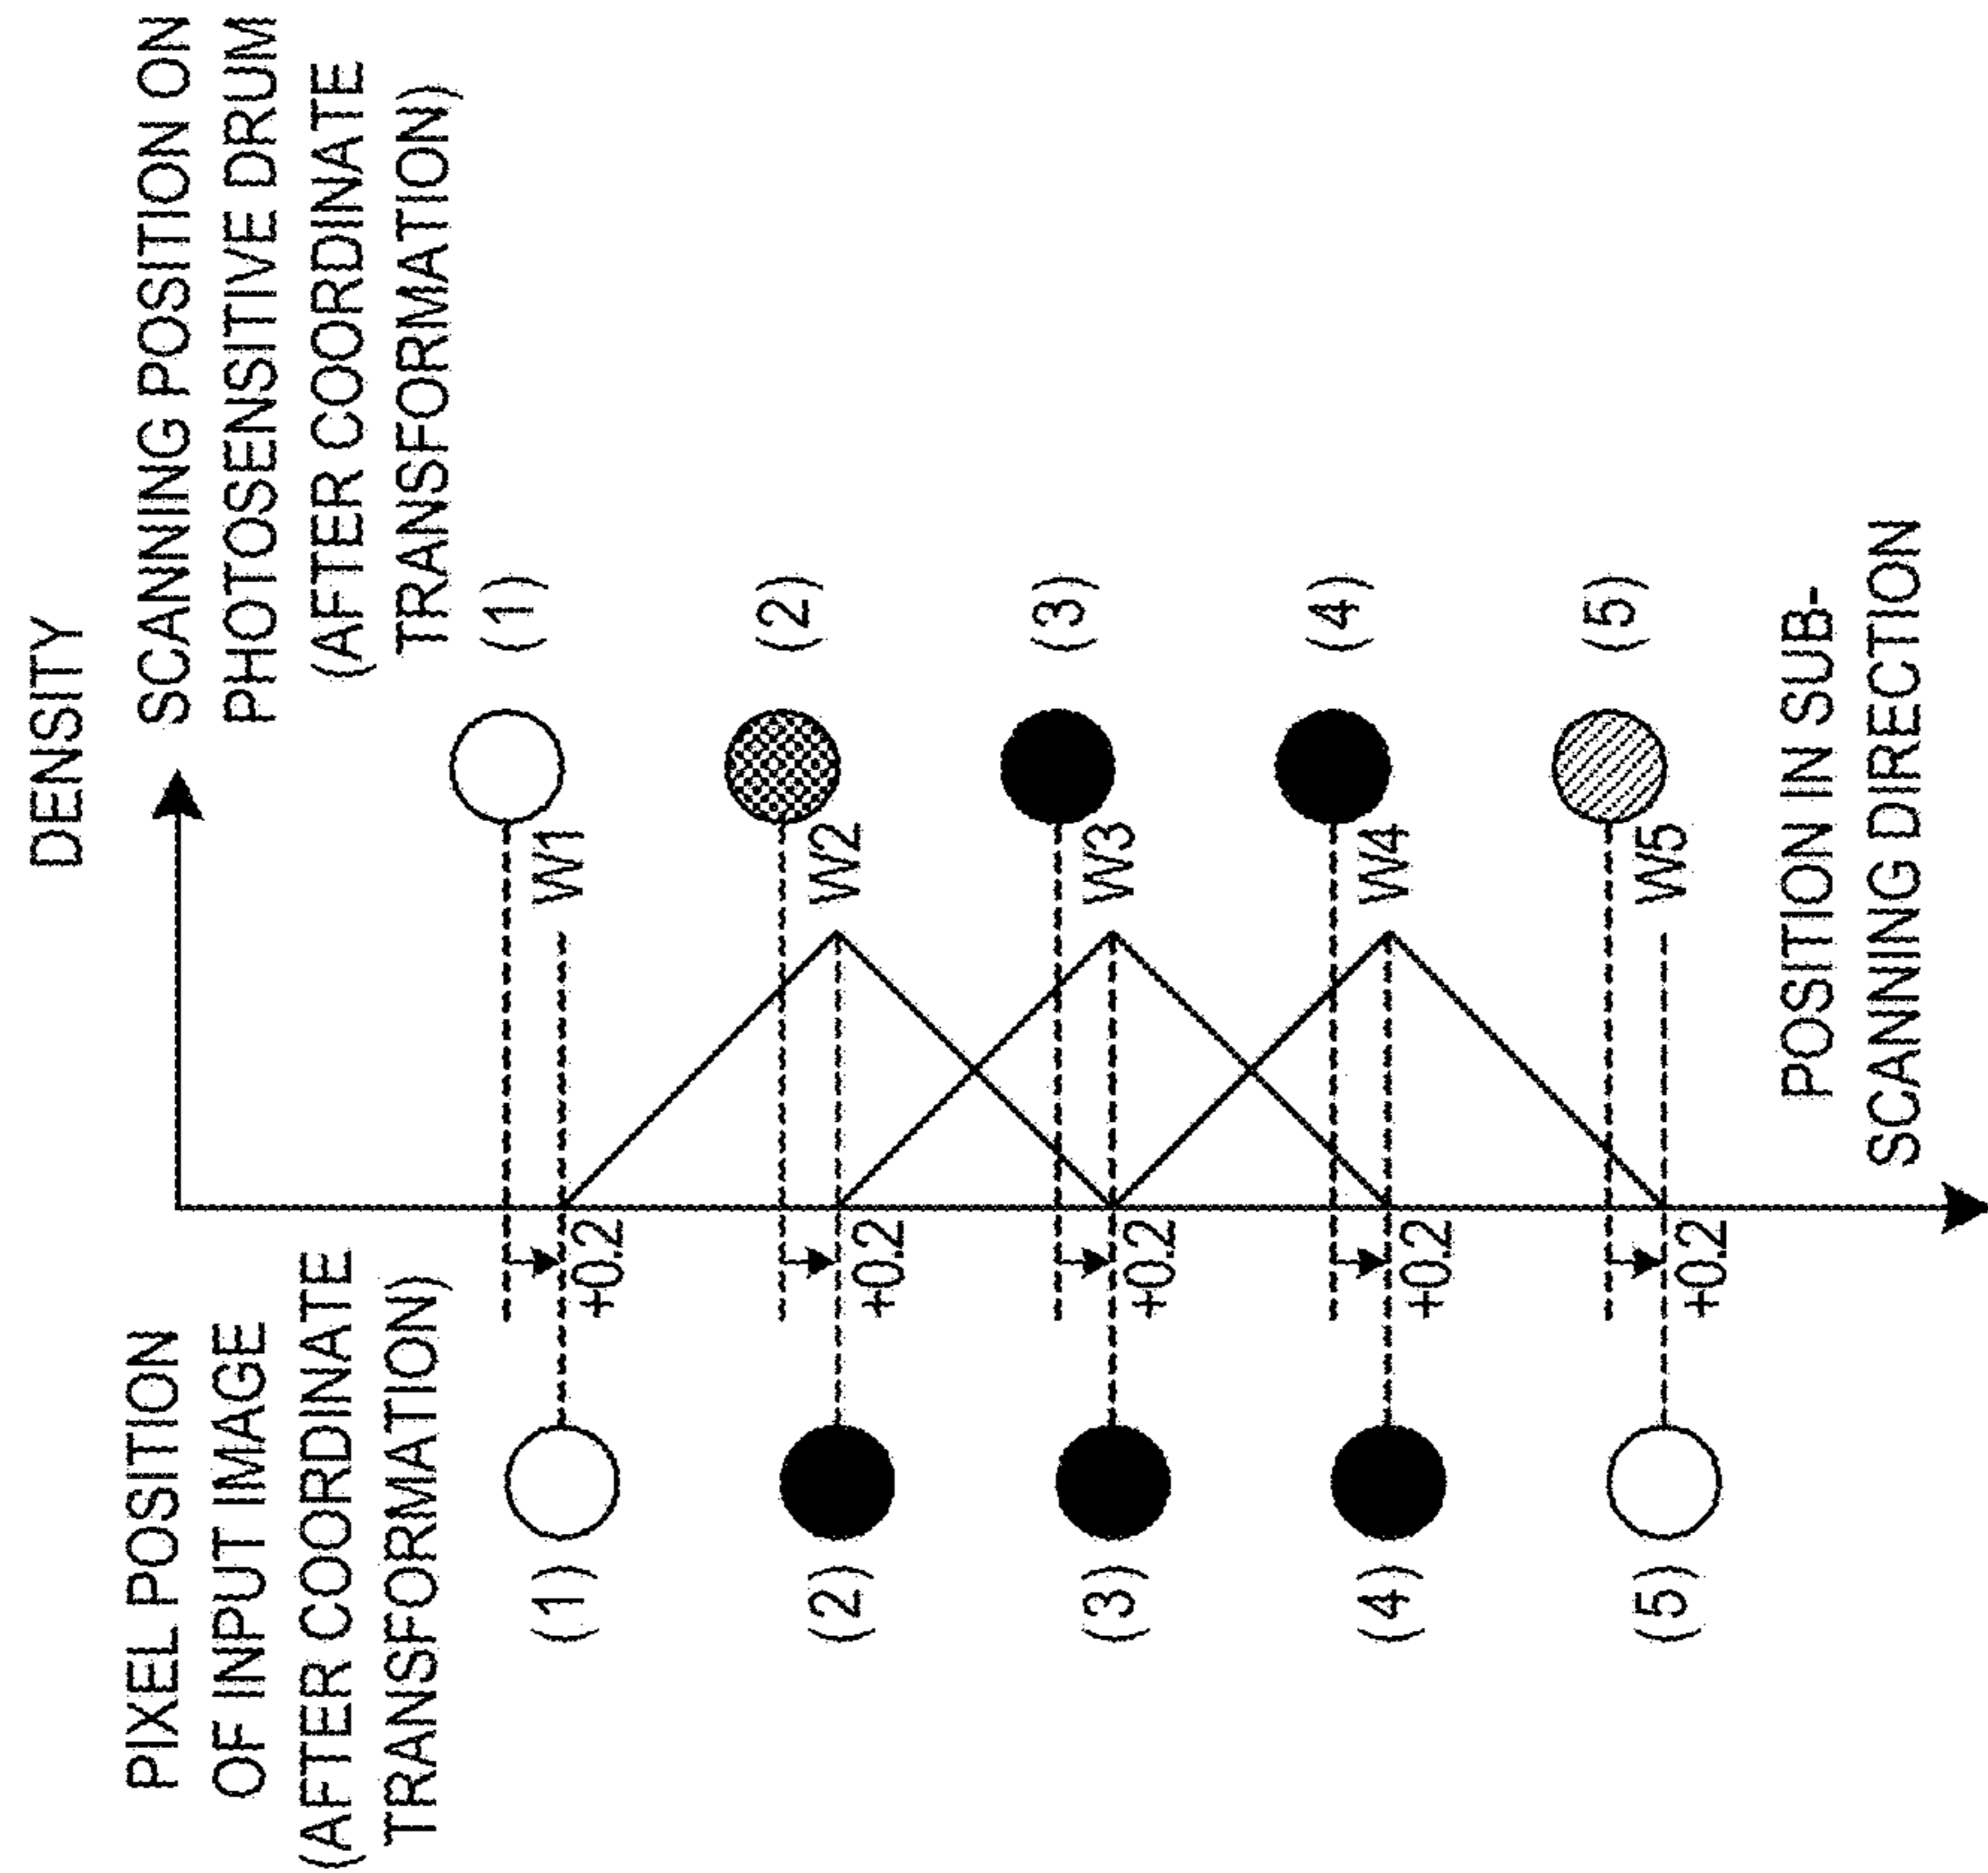 DENSITY
SCANNING POSITION ON
PHOTOSENSITIVE DRUM
(AFTER COORDINATE
TRANSFORMATION)
PIXEL POSITION
OF INPUT IMAGE
(AFTER COORDINATE
TRANSFORMATION)
(1)
+0.2
W1
(1)
(2)
+0.2
W2
(2)
(3)
+0.2
W3
(3)
(4)
+0.2
W4
(4)
(5)
+0.2
W5
(5)
POSITION IN SUB-
SCANNING DIRECTION